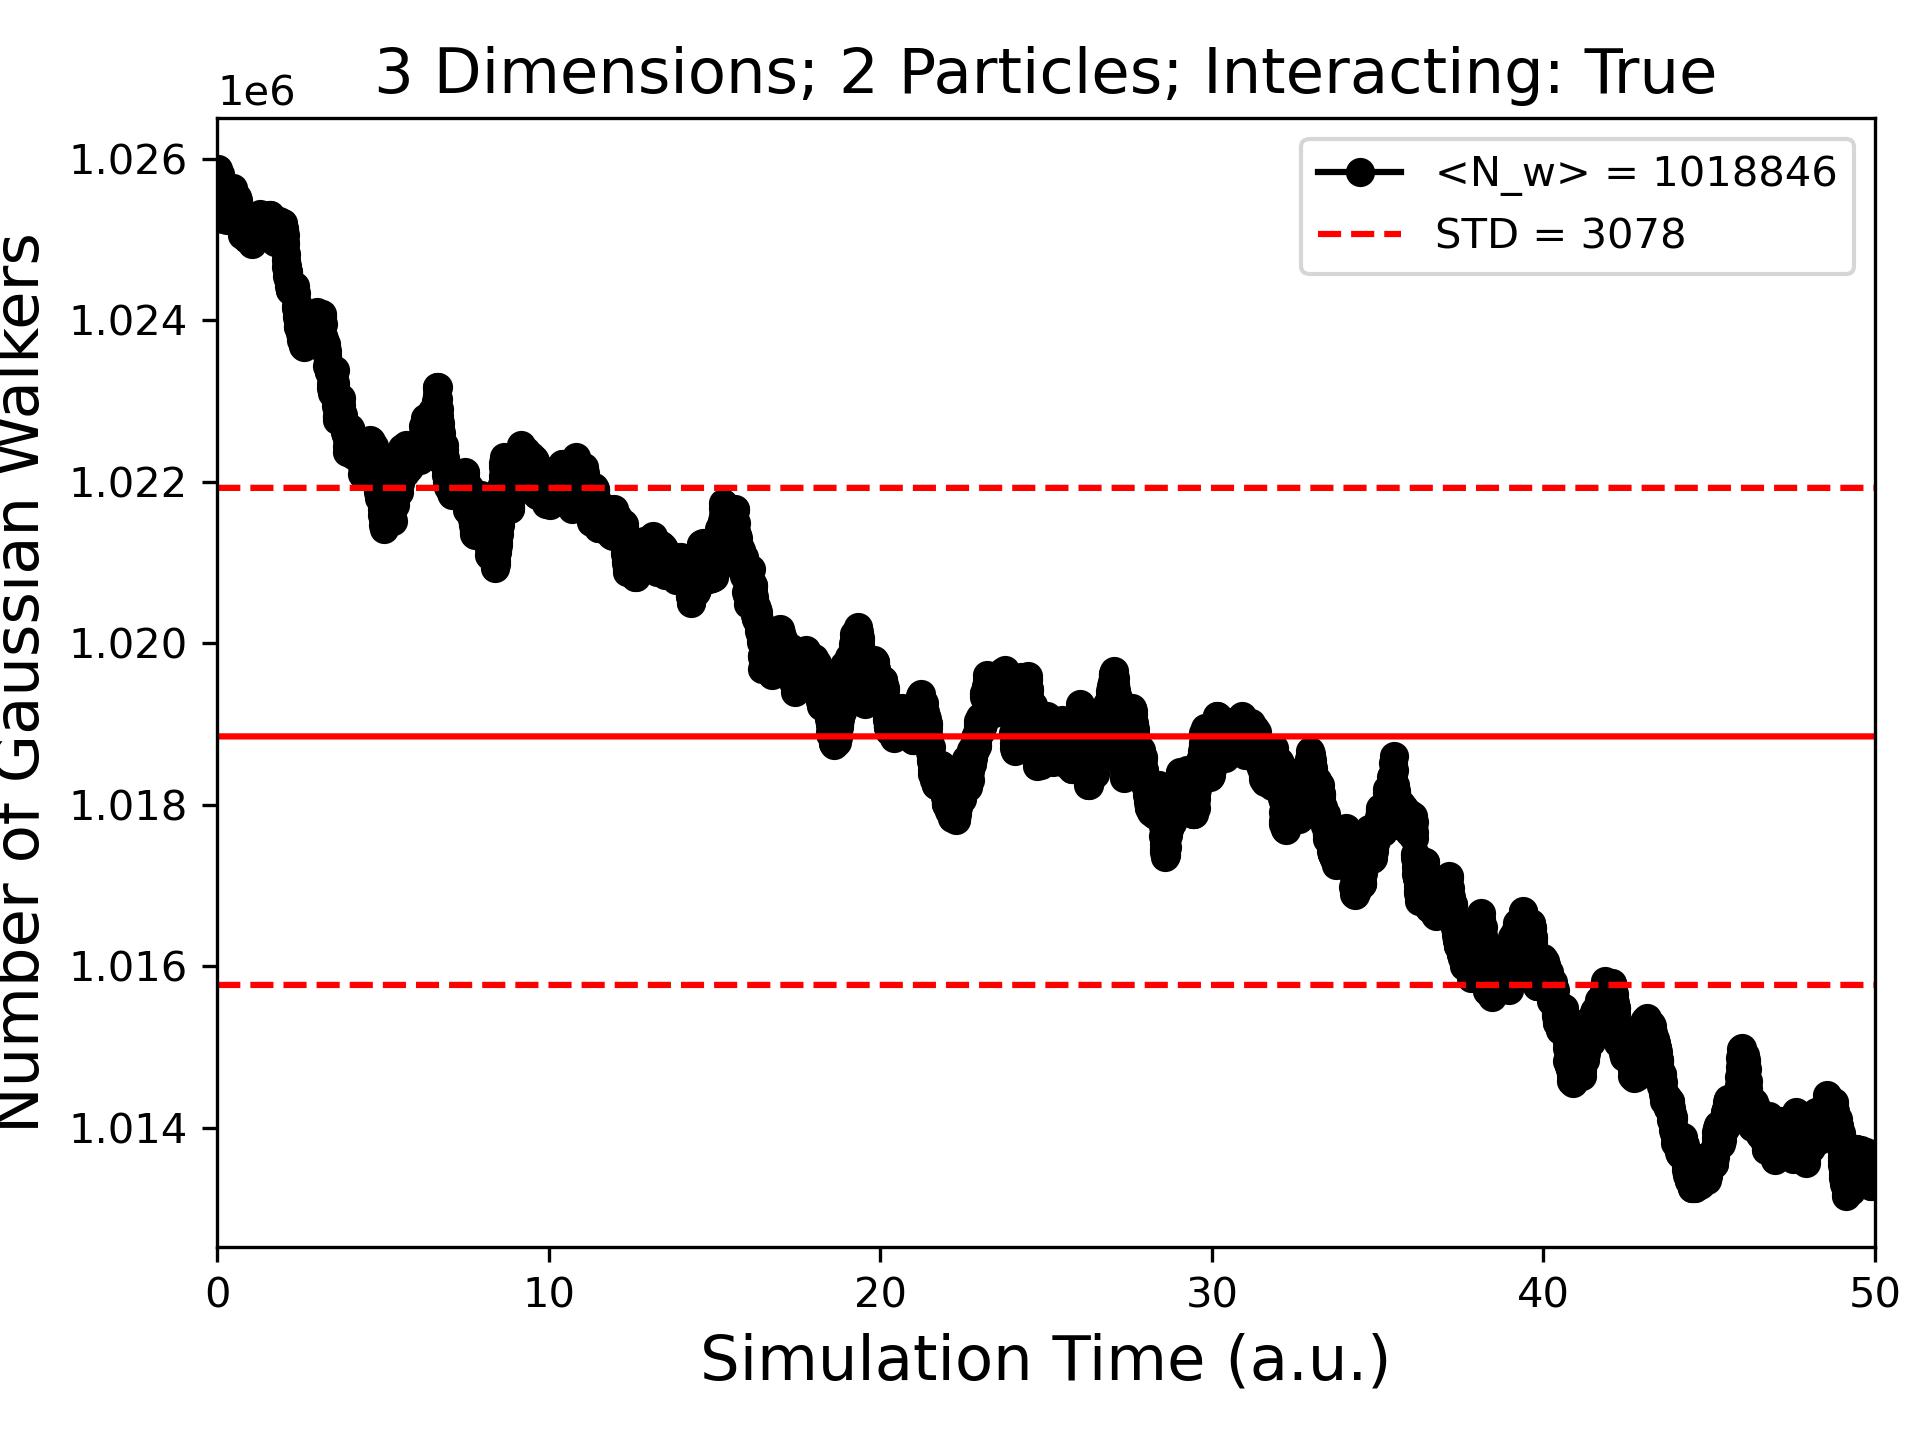 3 Dimensions; 2 Particles; Interacting: True
1e6
<N_w> = 1018846
STD = 3078
Number of Gaussian Walkers
1.026
1.024
1.022
1.020
1.018
1.016
1.014
0 10 20 30 40 50
Simulation Time (a.u.)